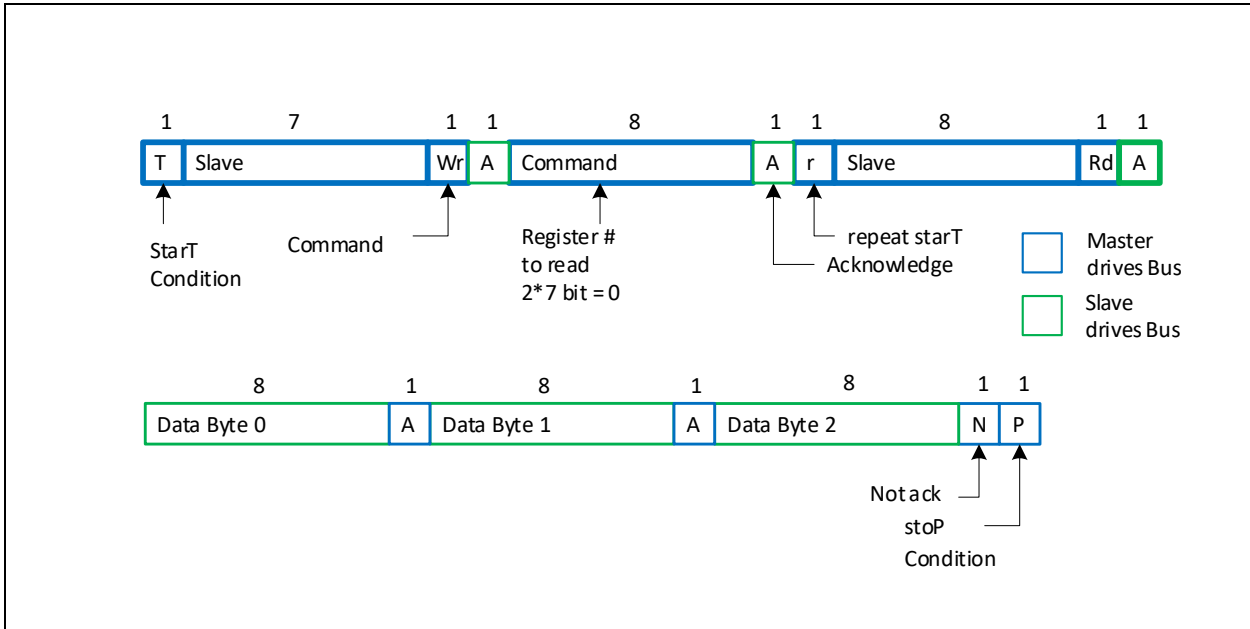 1 7 1 1 8 1 1 8 1 1
T Slave Wr A Command A r Slave Rd A
StarT
Condition
Command
Register #
to read
2*7 bit = 0
repeat starT
Acknowledge
Master
drives Bus
Slave
drives Bus
8 1 8 1 8 1 1
Data Byte 0 A Data Byte 1 A Data Byte 2 N P
Not ack
stoP
Condition